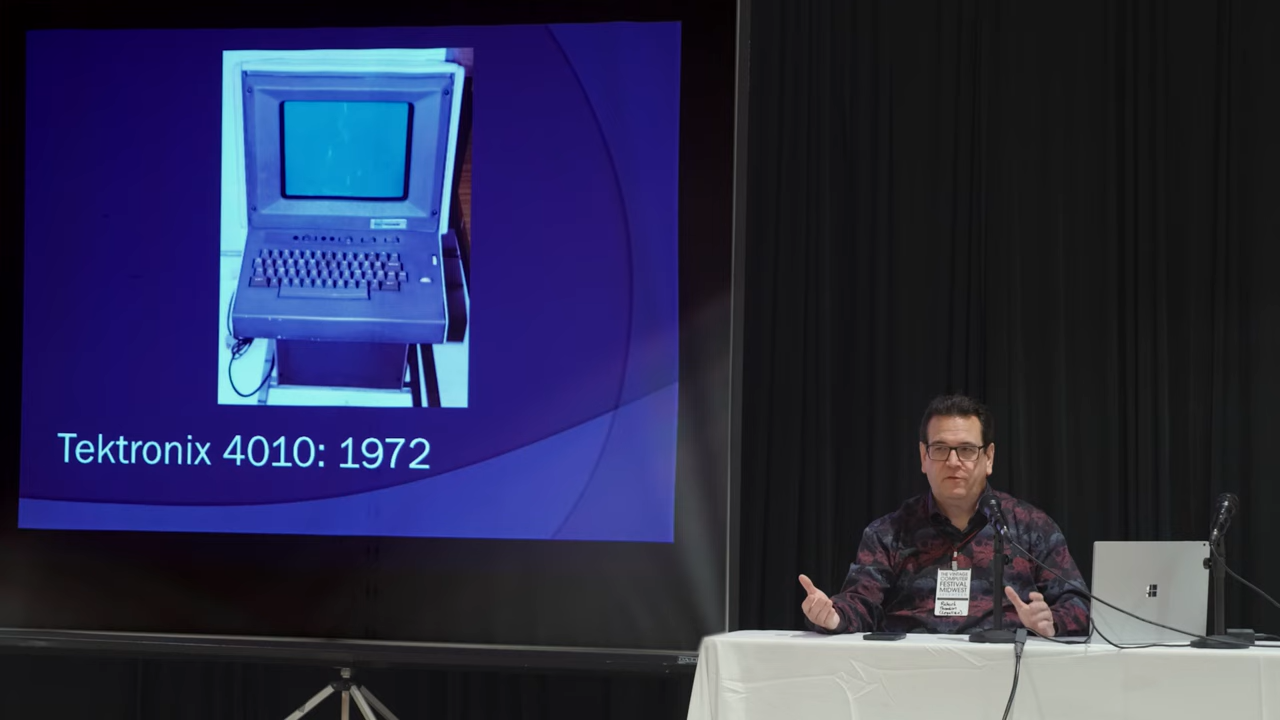 Tektronix 4010: 1972
THE VINTAGE
COMPUTER
FESTIVAL
MIDWEST